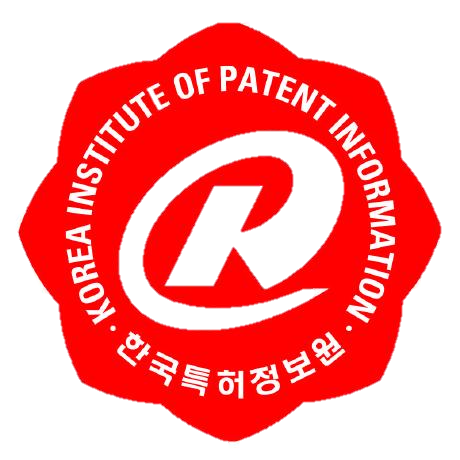 KOREA INSTITUTE OF PATENT INFORMATION
· 한국특허정보원 ·